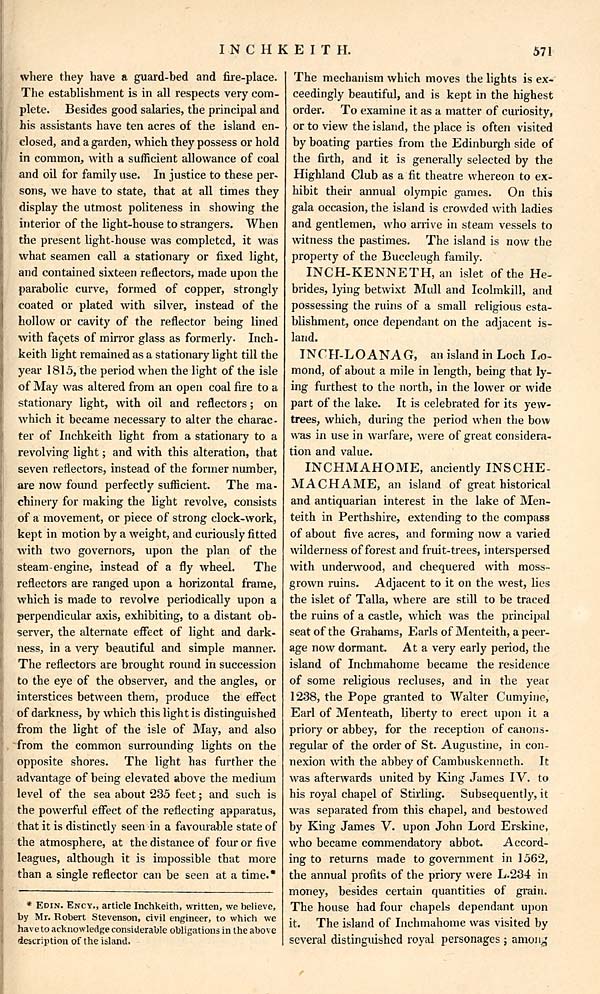 INCHKEITH.
571
where they have a guard-bed and fire-place.
The establishment is in all respects very com-
plete. Besides good salaries, the principal and
his assistants have ten acres of the island en-
closed, and a garden, which they possess or hold
in common, with a sufficient allowance of coal
and oil for family use. In justice to these per-
sons, we have to state, that at all times they
display the utmost politeness in showing the
interior of the light-house to strangers. When
the present light-house was completed, it was
what seamen call a stationary or fixed light,
and contained sixteen reflectors, made upon the
parabolic curve, formed of copper, strongly
coated or plated with silver, instead of the
hollow or cavity of the reflector being lined
with façets of mirror glass as formerly. Inch-
keith light remained as a stationary light till the
year 1815, the period when the light of the isle
of May was altered from an open coal fire to a
stationary light, with oil and reflectors; on
which it became necessary to alter the charac-
ter of Inchkeith light from a stationary to a
revolving light; and with this alteration, that
seven reflectors, instead of the former number,
are now found perfectly sufficient. The ma-
chinery for making the light revolve, consists
of a movement, or piece of strong clock-work,
kept in motion by a weight, and curiously fitted
with two governors, upon the plan of the
steam-engine, instead of a fly wheel. The
reflectors are ranged upon a horizontal frame,
which is made to revolve periodically upon a
perpendicular axis, exhibiting, to a distant ob-
server, the alternate effect of light and dark-
ness, in a very beautiful and simple manner.
The reflectors are brought round in succession
to the eye of the observer, and the angles, or
interstices between them, produce the effect
of darkness, by which this light is distinguished
from the light of the isle of May, and also
from the common surrounding lights on the
opposite shores. The light has further the
advantage of being elevated above the medium
level of the sea about 235 feet; and such is
the powerful effect of the reflecting apparatus,
that it is distinctly seen in a favourable state of
the atmosphere, at the distance of four or five
leagues, although it is impossible that more
than a single reflector can be seen at a time.*
* EDIN. ENCY., article Inchkeith, written, we believe,
by Mr. Robert Stevenson, civil engineer, to which we
have to acknowledge considerable obligations in the above
description of the island.
The mechanism which moves the lights is ex-
ceedingly beautiful, and is kept in the highest
order. To examine it as a matter of curiosity,
or to view the island, the place is often visited
by boating parties from the Edinburgh side of
the firth, and it is generally selected by the
Highland Club as a fit theatre whereon to ex-
hibit their annual olympic games. On this
gala occasion, the island is crowded with ladies
and gentlemen, who arrive in steam vessels to
witness the pastimes. The island is now the
property of the Buccleugh family.
INCH-KENNETH, an islet of the He-
brides, lying betwixt Mull and Icolmkill, and
possessing the ruins of a small religious esta-
blishment, once dependant on the adjacent is-
land.
INCH-LOANAG, an island in Loch Lo-
mond, of about a mile in length, being that ly-
ing furthest to the north, in the lower or wide
part of the lake. It is celebrated for its yew-
trees, which, during the period when the bow
was in use in warfare, were of great considera-
tion and value.
INCHMAHOME, anciently INSCHE-
MACHAME, an island of great historical
and antiquarian interest in the lake of Men-
teith in Perthshire, extending to the compass
of about five acres, and forming now a varied
wilderness of forest and fruit-trees, interspersed
with underwood, and chequered with moss-
grown ruins. Adjacent to it on the west, lies
the islet of Talla, where are still to be traced
the ruins of a castle, which was the principal
seat of the Grahams, Earls of Menteith, a peer-
age now dormant. At a very early period, the
island of Inchmahome became the residence
of some religious recluses, and in the year
1238, the Pope granted to Walter Cumyine,
Earl of Menteath, liberty to erect upon it a
priory or abbey, for the reception of canons-
regular of the order of St. Augustine, in con-
nexion with the abbey of Cambuskenneth. It
was afterwards united by King James IV. to
his royal chapel of Stirling. Subsequently, it
was separated from this chapel, and bestowed
by King James V. upon John Lord Erskine,
who became commendatory abbot. Accord-
ing to returns made to government in 1562,
the annual profits of the priory were L.234 in
money, besides certain quantities of grain.
The house had four chapels dependant upon
it. The island of Inchmahome was visited by
several distinguished royal personages; among